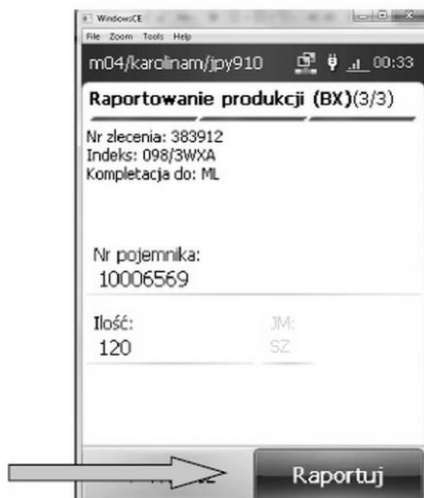 WindowsCE
File Zoom Tools Help
m04/karolinam/jpy910 00:33
Raportowanie produkcji (BX)(3/3)
Nr zlecenia: 383912
Indeks: 098/3WXA
Kompletacja do: ML
Nr pojemnika:
10006569
Ilość: JM:
120 SZ
Raportuj